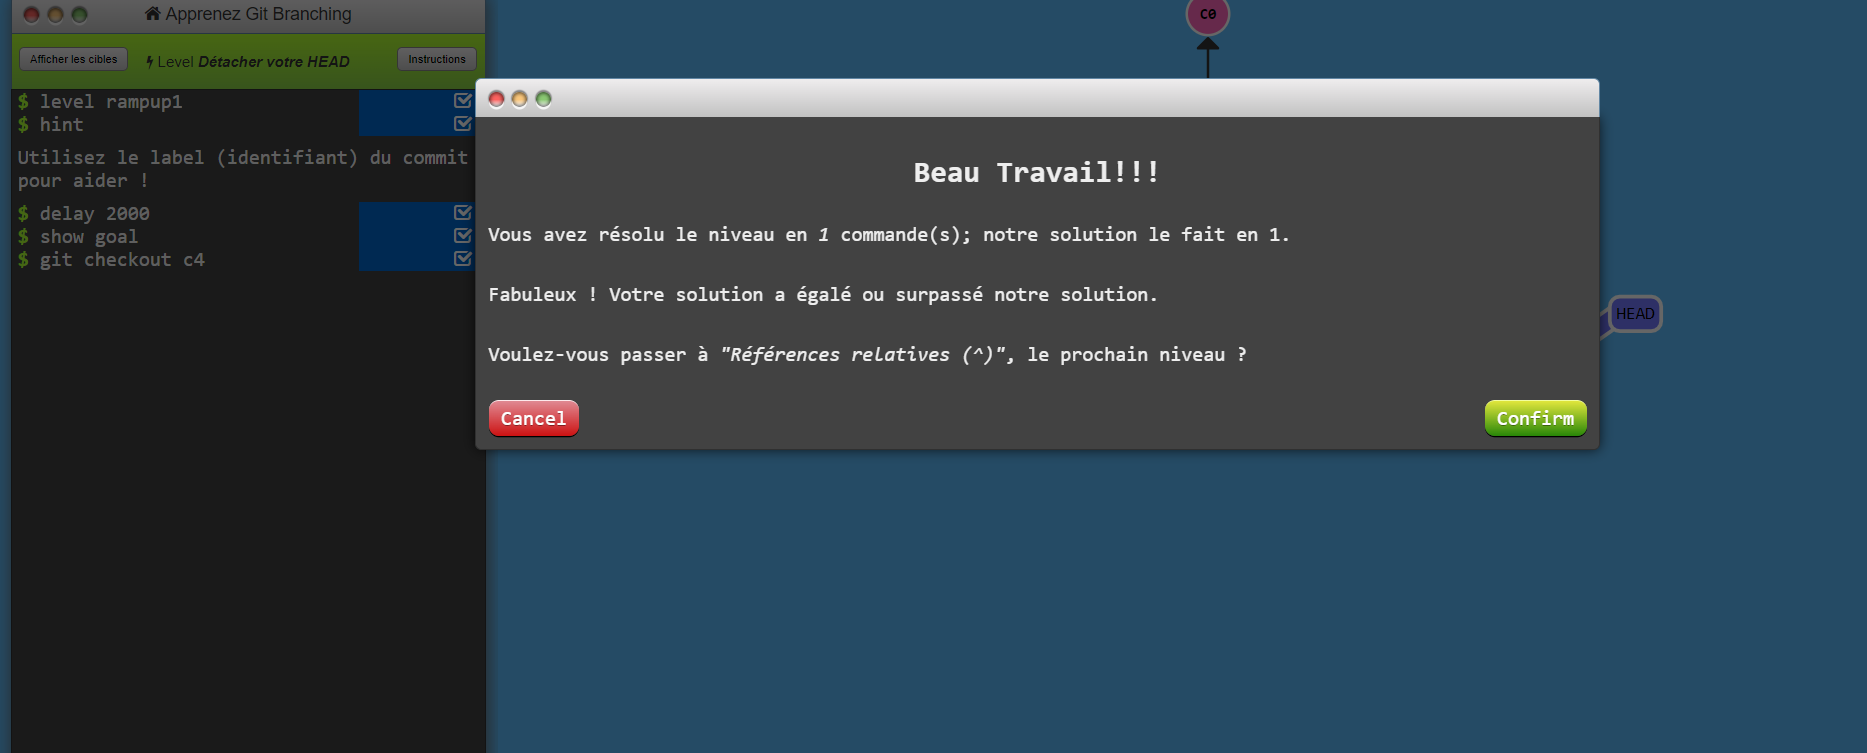 Apprenez Git Branching
Afficher les cibles
Level Détacher votre HEAD
Instructions
$ level rampup1
$ hint
Utilisez le label (identifiant) du commit
pour aider !
$ delay 2000
$ show goal
$ git checkout c4
C0
Beau Travail!!!
Vous avez résolu le niveau en 1 commande(s); notre solution le fait en 1.
Fabuleux ! Votre solution a égalé ou surpassé notre solution.
Voulez-vous passer à "Références relatives (^)", le prochain niveau ?
Cancel
Confirm
HEAD